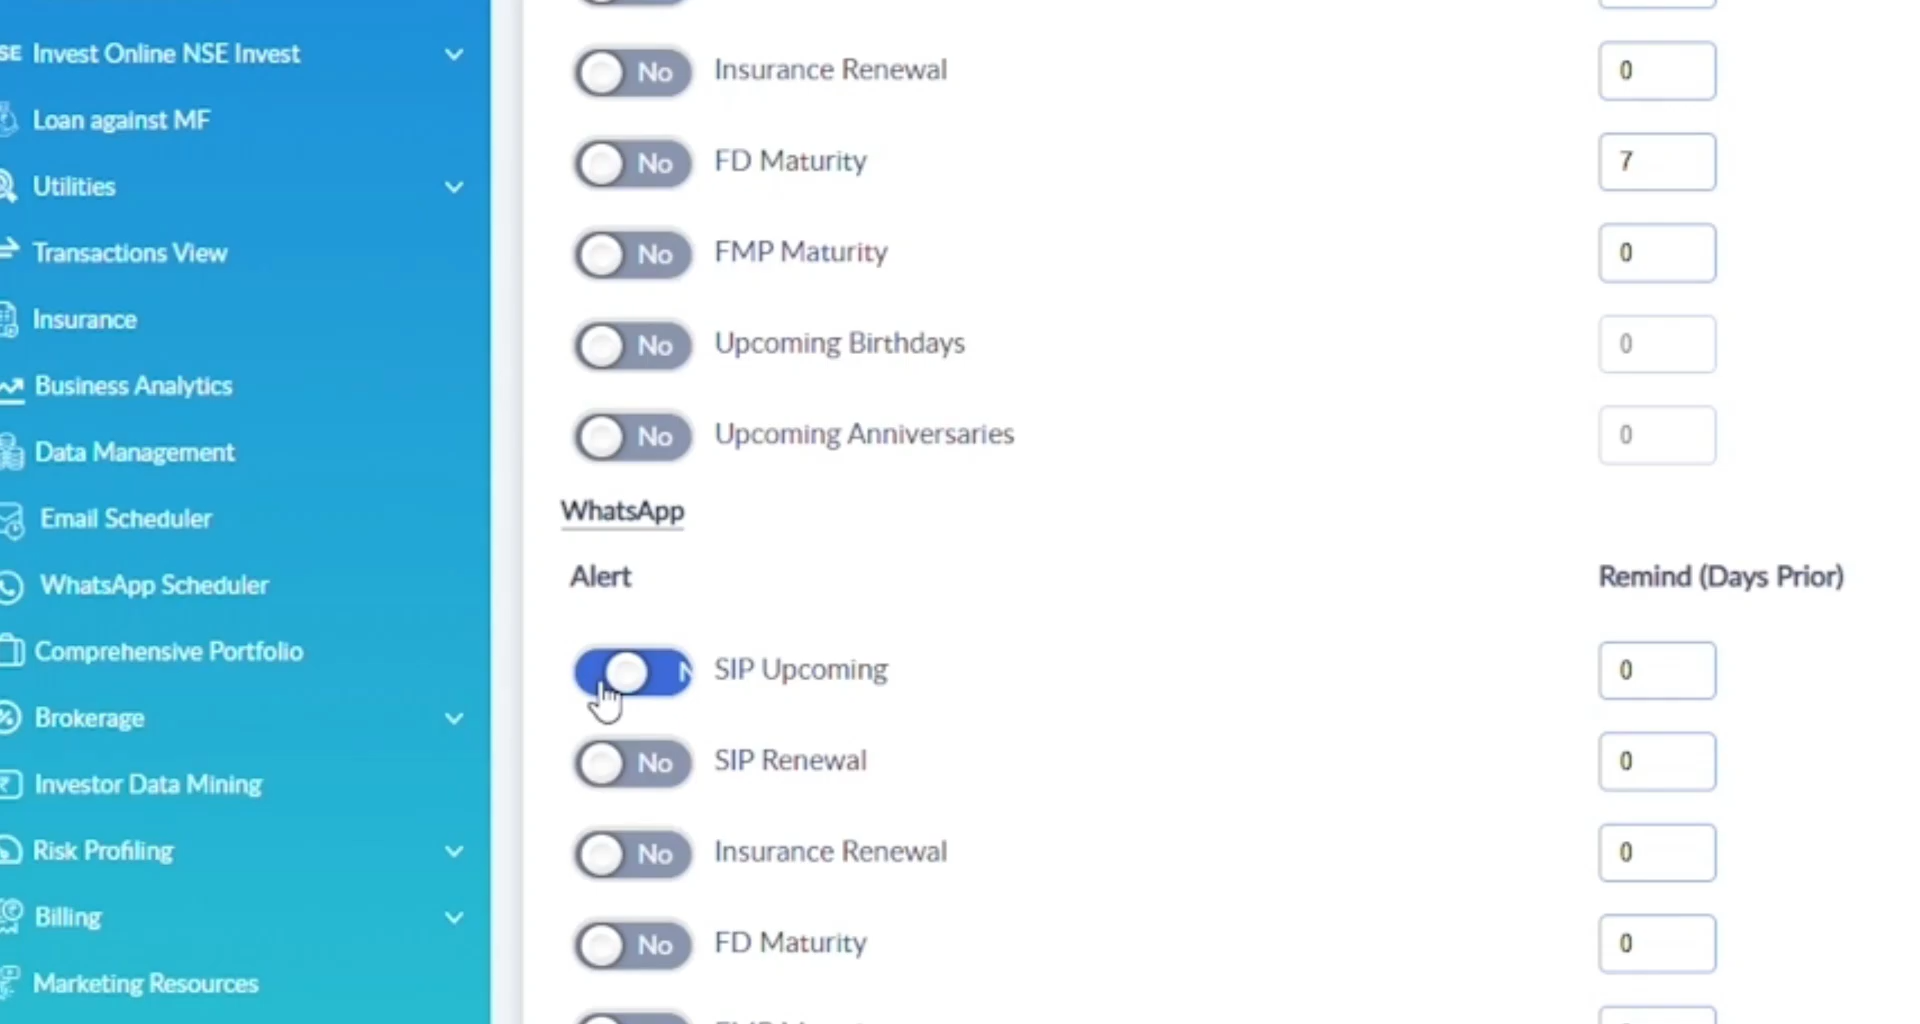 SE Invest Online NSE Invest
Loan against MF
Utilities
Transactions View
Insurance
Business Analytics
Data Management
Email Scheduler
WhatsApp Scheduler
Comprehensive Portfolio
Brokerage
Investor Data Mining
Risk Profiling
Billing
Marketing Resources
No Insurance Renewal 0
No FD Maturity 7
No FMP Maturity 0
No Upcoming Birthdays 0
No Upcoming Anniversaries 0
WhatsApp
Alert Remind (Days Prior)
N SIP Upcoming 0
No SIP Renewal 0
No Insurance Renewal 0
No FD Maturity 0